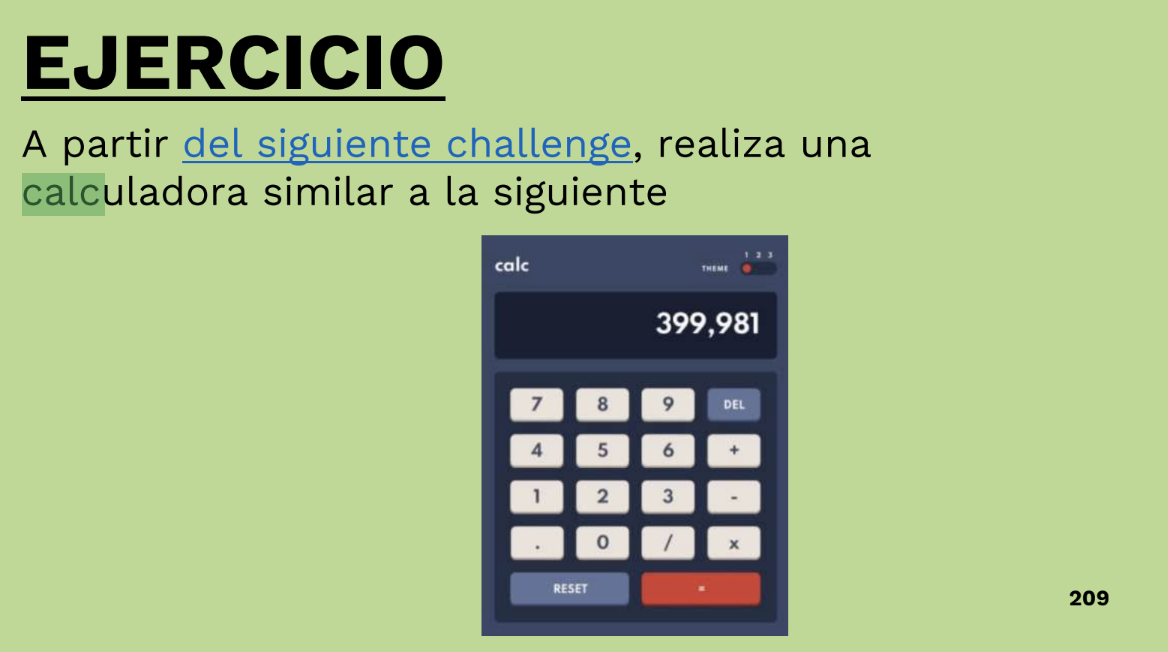 EJERCICIO
A partir del siguiente challenge, realiza una
calculadora similar a la siguiente
1 2 3
calc THEME
399,981
7 8 9 DEL
4 5 6 +
1 2 3 -
. 0 / x
RESET =
209